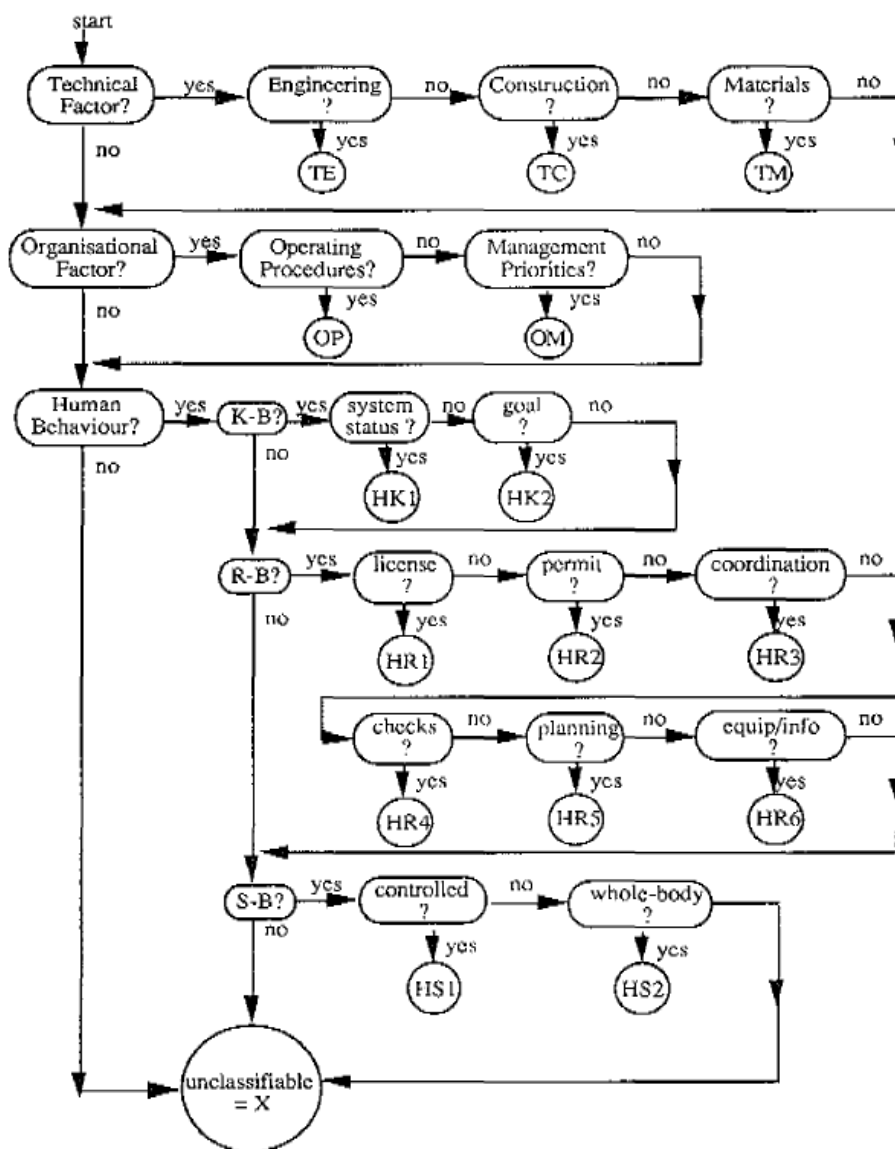 start
Technical
Factor?
yes
Engineering
?
no
Construction
?
no
Materials
?
no
no
yes
TE
yes
TC
yes
TM
Organisational
Factor?
yes
Operating
Procedures?
no
Management
Priorities?
no
no
yes
OP
yes
OM
Human
Behaviour?
yes
K-B?
yes
system
status ?
no
goal
?
no
no
no
yes
HK1
yes
HK2
R-B?
yes
license
?
no
permit
?
no
coordination
?
no
no
yes
HR1
yes
HR2
yes
HR3
checks
?
no
planning
?
no
equip/info
?
no
yes
HR4
yes
HR5
yes
HR6
S-B?
yes
controlled
?
no
whole-body
?
no
yes
HS1
yes
HS2
unclassifiable
= X